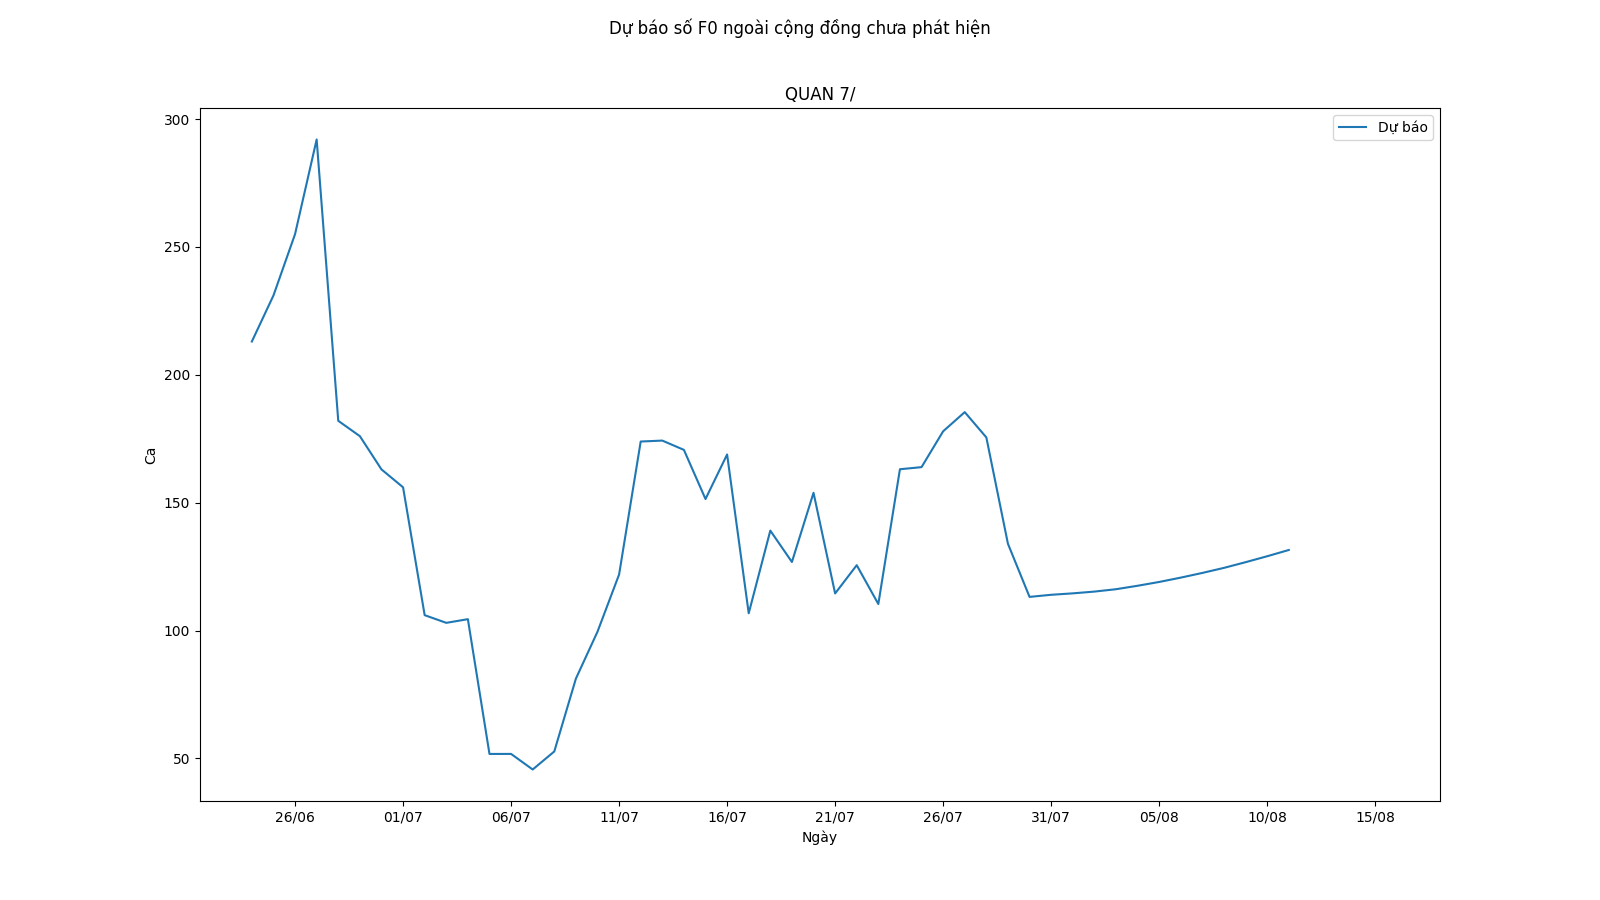 Dự báo số F0 ngoài cộng đồng chưa phát hiện
QUAN 7/
Dự báo
300
250
200
150
100
50
Ca
26/06 01/07 06/07 11/07 16/07 21/07 26/07 31/07 05/08 10/08 15/08
Ngày